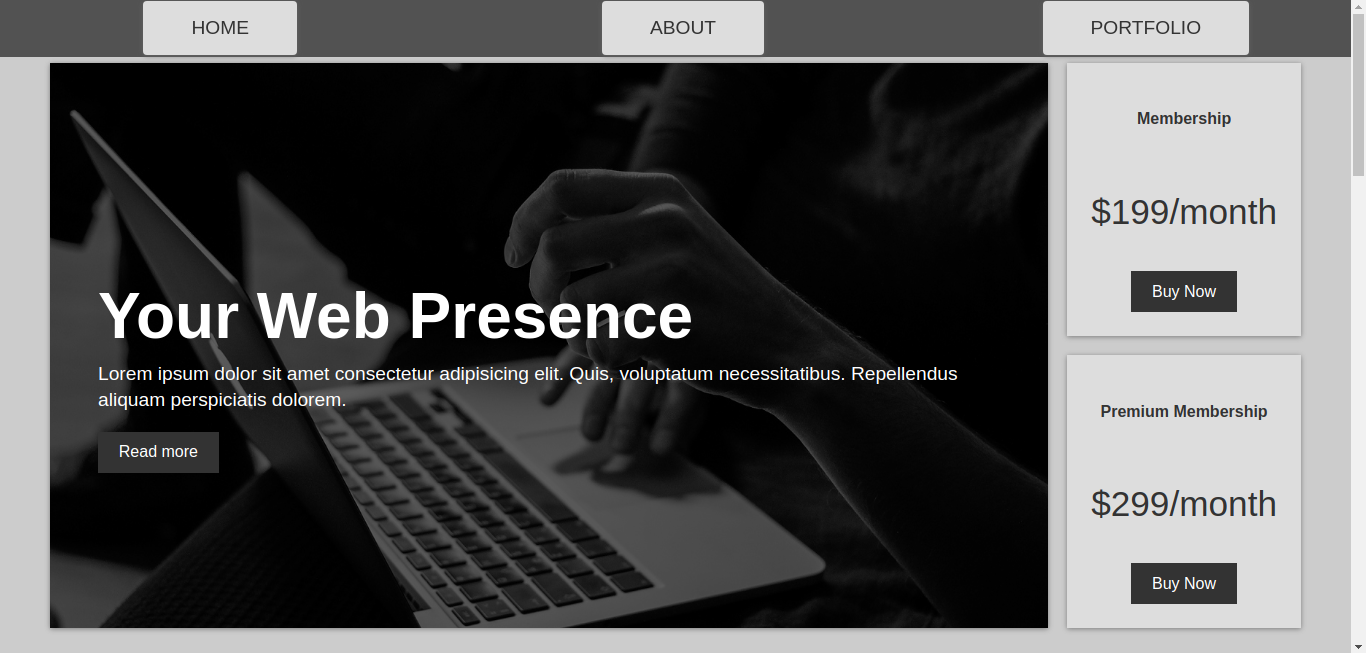 HOME
ABOUT
PORTFOLIO
Your Web Presence
Lorem ipsum dolor sit amet consectetur adipisicing elit. Quis, voluptatum necessitatibus. Repellendus
aliquam perspiciatis dolorem.
Read more
Membership
$199/month
Buy Now
Premium Membership
$299/month
Buy Now